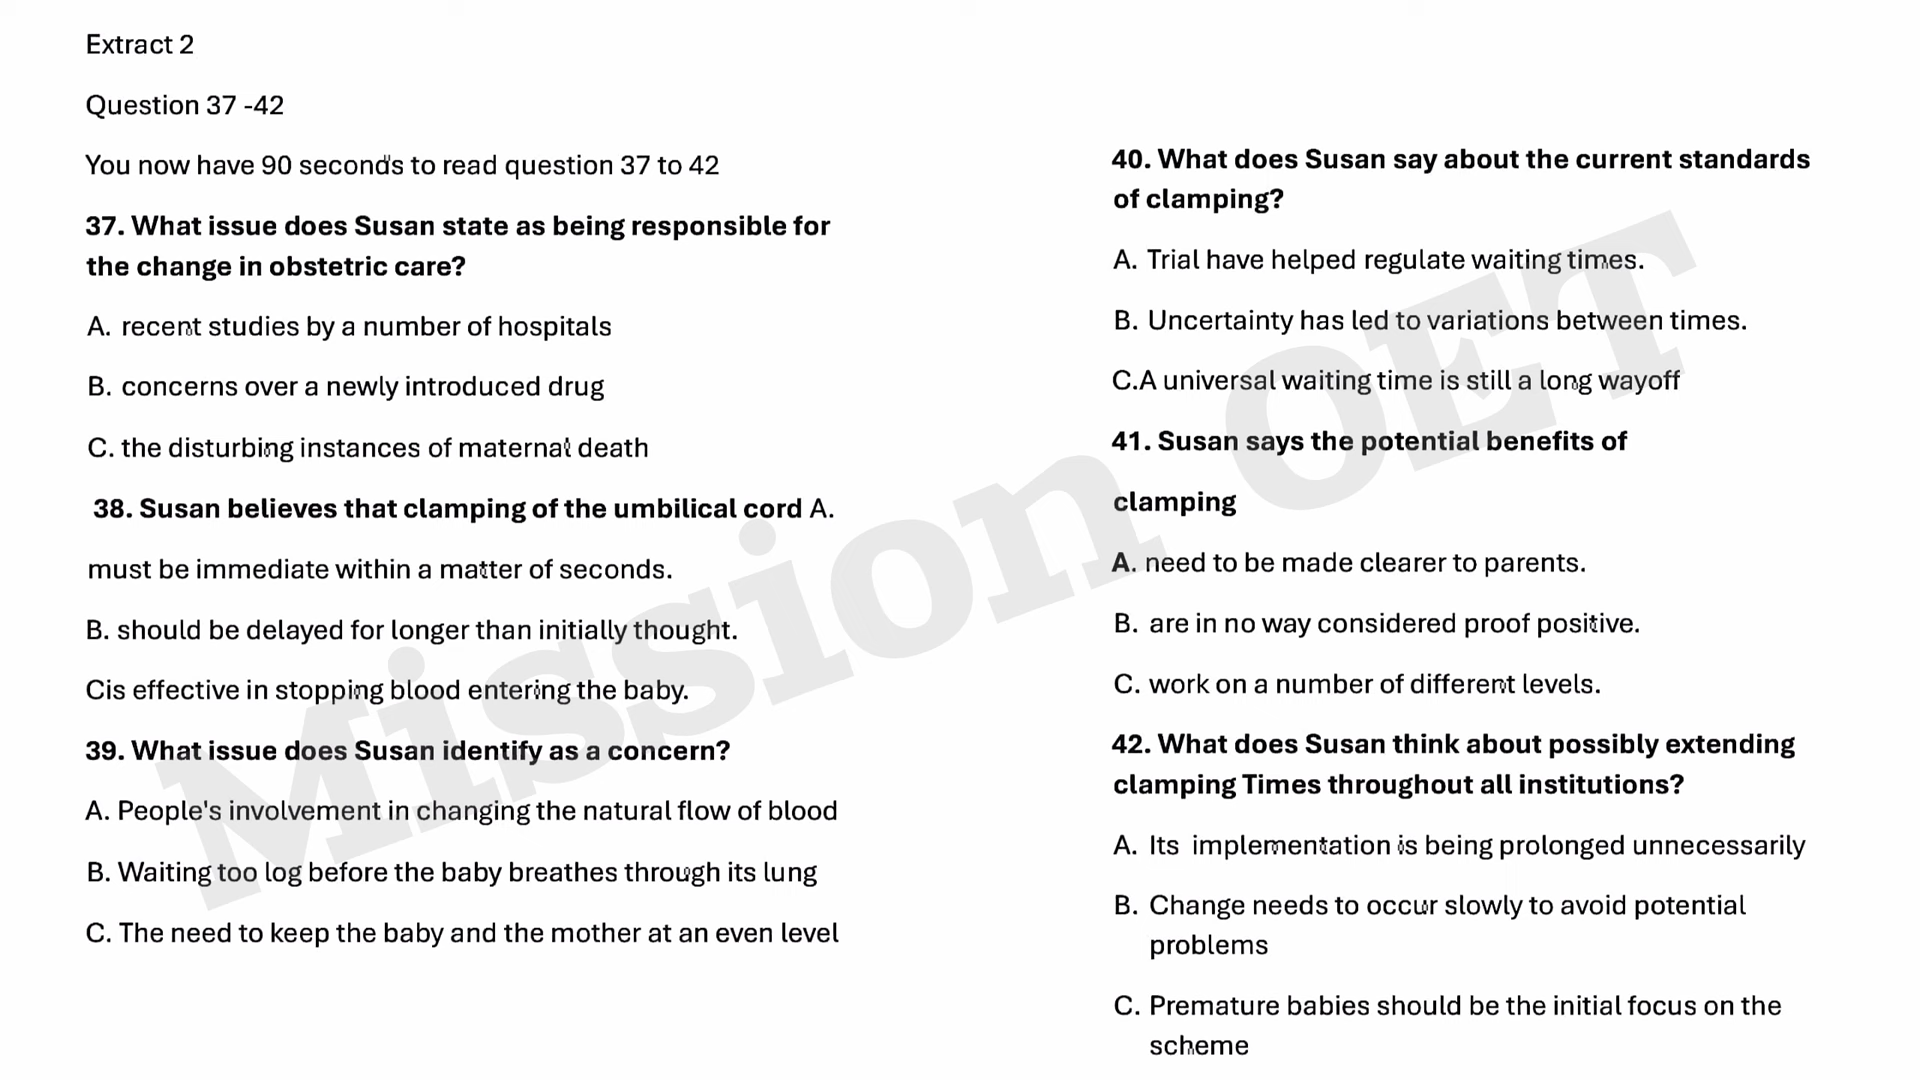 Extract 2
Question 37 -42
You now have 90 seconds to read question 37 to 42
37. What issue does Susan state as being responsible for
the change in obstetric care?
A. recent studies by a number of hospitals
B. concerns over a newly introduced drug
C. the disturbing instances of maternal death
38. Susan believes that clamping of the umbilical cord A.
must be immediate within a matter of seconds.
B. should be delayed for longer than initially thought.
Cis effective in stopping blood entering the baby.
39. What issue does Susan identify as a concern?
A. People's involvement in changing the natural flow of blood
B. Waiting too log before the baby breathes through its lung
C. The need to keep the baby and the mother at an even level
40. What does Susan say about the current standards
of clamping?
A. Trial have helped regulate waiting times.
B. Uncertainty has led to variations between times.
C.A universal waiting time is still a long wayoff
41. Susan says the potential benefits of
clamping
A. need to be made clearer to parents.
B. are in no way considered proof positive.
C. work on a number of different levels.
42. What does Susan think about possibly extending
clamping Times throughout all institutions?
A. Its implementation is being prolonged unnecessarily
B. Change needs to occur slowly to avoid potential
problems
C. Premature babies should be the initial focus on the
scheme
Mission OET